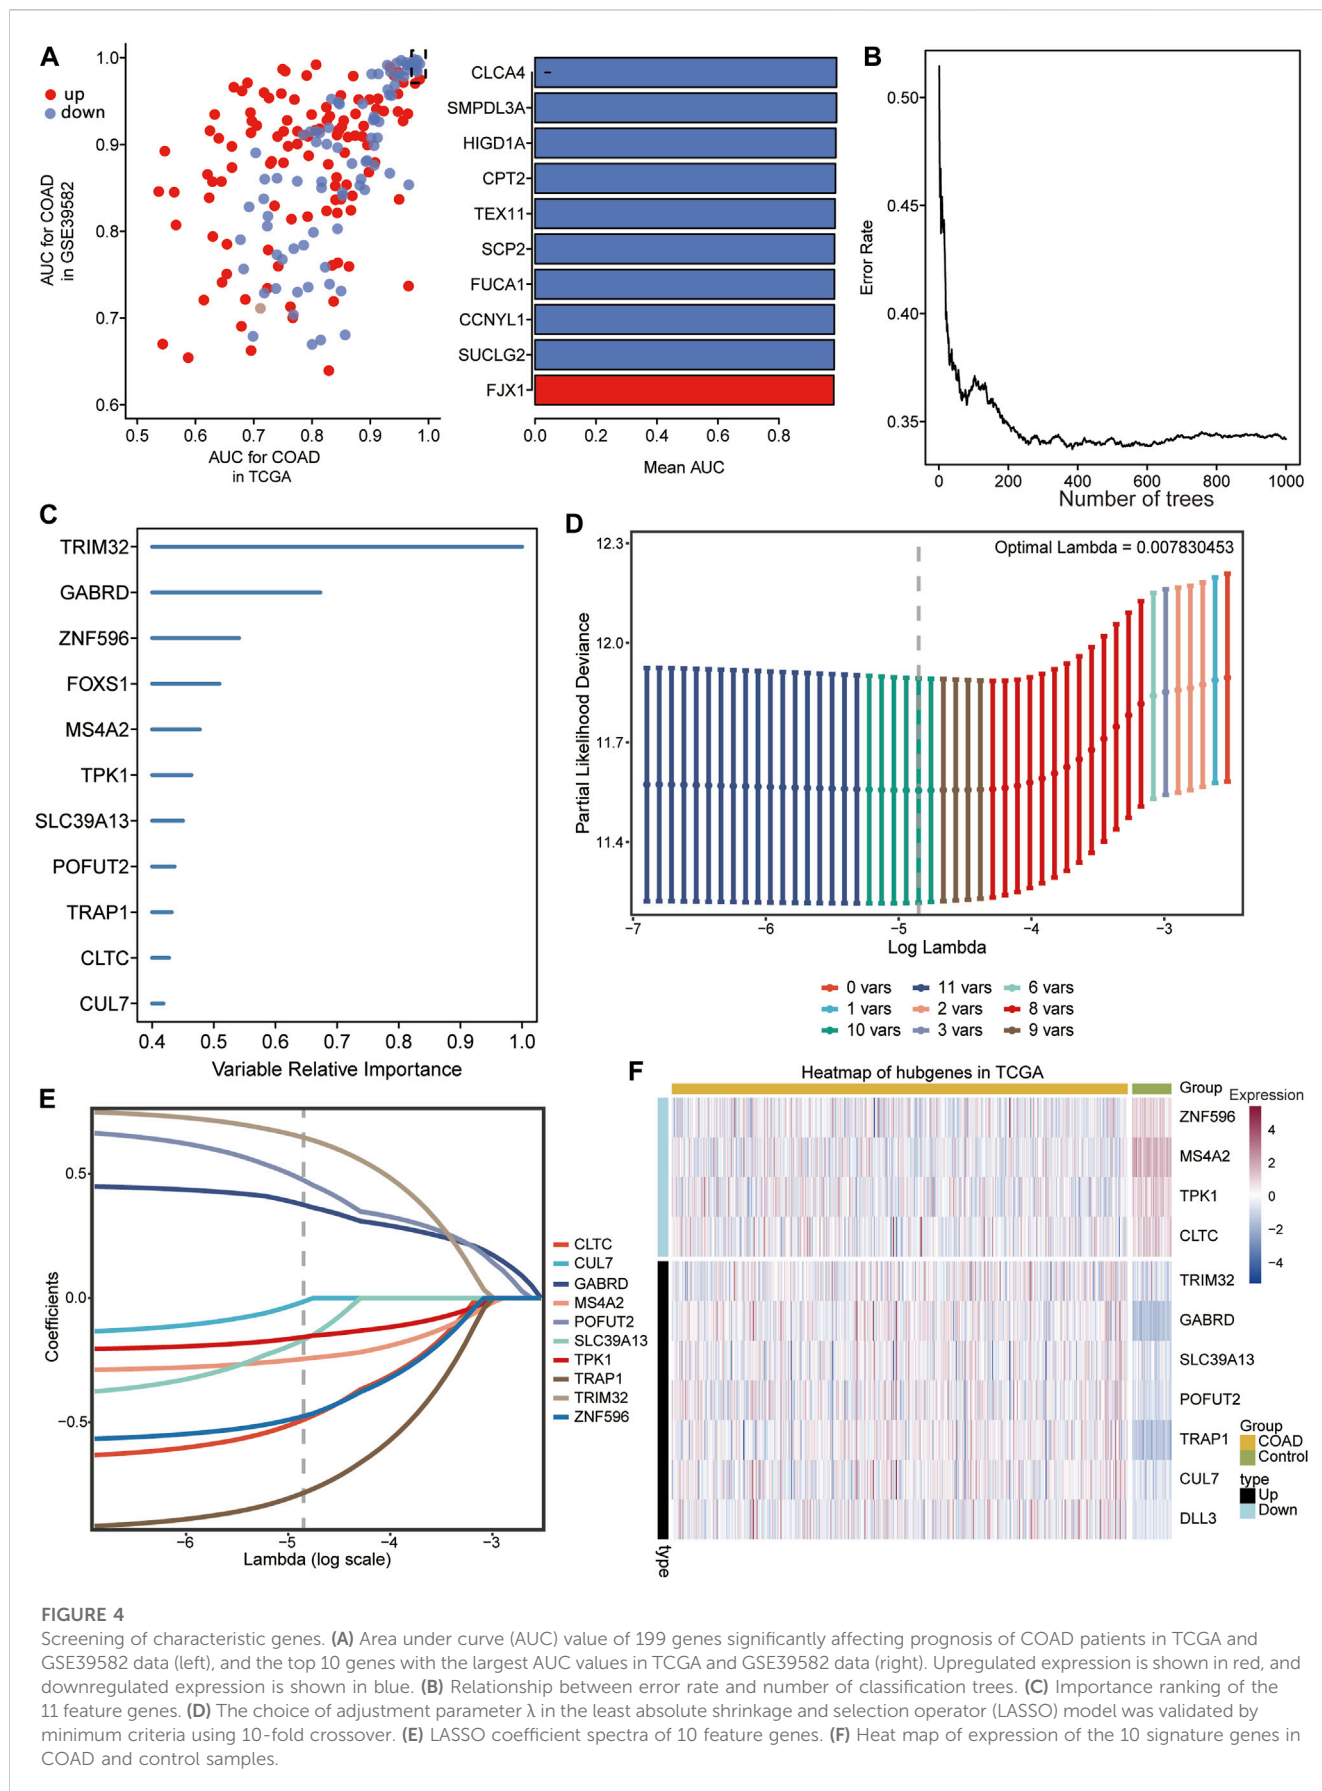 A
1.0
0.9
0.8
0.7
0.6
up
down
AUC for COAD
in GSE39582
0.5 0.6 0.7 0.8 0.9 1.0
AUC for COAD
in TCGA
CLCA4
SMPDL3A
HIGD1A
CPT2
TEX11
SCP2
FUCA1
CCNYL1
SUCLG2
FJX1
0.0 0.2 0.4 0.6 0.8
Mean AUC
B
0.50
0.45
0.40
0.35
Error Rate
0 200 400 600 800 1000
Number of trees
C
TRIM32
GABRD
ZNF596
FOXS1
MS4A2
TPK1
SLC39A13
POFUT2
TRAP1
CLTC
CUL7
0.4 0.5 0.6 0.7 0.8 0.9 1.0
Variable Relative Importance
D
Optimal Lambda = 0.007830453
12.3
12.0
11.7
11.4
Partial Likelihood Deviance
−7 −6 −5 −4 −3
Log Lambda
0 vars 11 vars 6 vars
1 vars 2 vars 8 vars
10 vars 3 vars 9 vars
E
0.5
0.0
−0.5
Coefficients
−6 −5 −4 −3
Lambda (log scale)
CLTC
CUL7
GABRD
MS4A2
POFUT2
SLC39A13
TPK1
TRAP1
TRIM32
ZNF596
F
Heatmap of hubgenes in TCGA
Group
ZNF596
MS4A2
TPK1
CLTC
TRIM32
GABRD
SLC39A13
POFUT2
TRAP1
CUL7
DLL3
type
Expression
4
2
0
−2
−4
Group
COAD
Control
type
Up
Down
FIGURE 4
Screening of characteristic genes. (A) Area under curve (AUC) value of 199 genes significantly affecting prognosis of COAD patients in TCGA and
GSE39582 data (left), and the top 10 genes with the largest AUC values in TCGA and GSE39582 data (right). Upregulated expression is shown in red, and
downregulated expression is shown in blue. (B) Relationship between error rate and number of classification trees. (C) Importance ranking of the
11 feature genes. (D) The choice of adjustment parameter λ in the least absolute shrinkage and selection operator (LASSO) model was validated by
minimum criteria using 10-fold crossover. (E) LASSO coefficient spectra of 10 feature genes. (F) Heat map of expression of the 10 signature genes in
COAD and control samples.